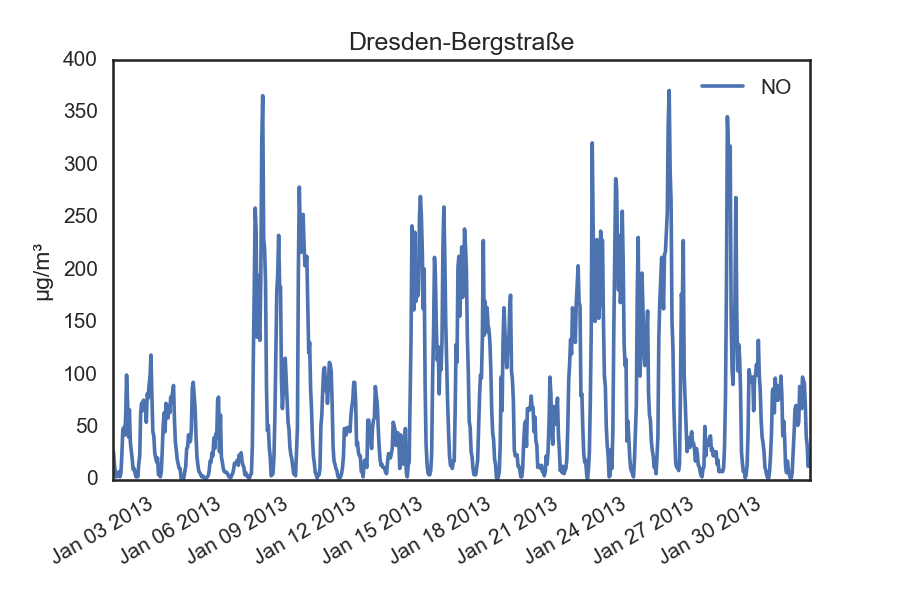 Dresden-Bergstraße
NO
µg/m³
400
350
300
250
200
150
100
50
0
Jan 03 2013
Jan 06 2013
Jan 09 2013
Jan 12 2013
Jan 15 2013
Jan 18 2013
Jan 21 2013
Jan 24 2013
Jan 27 2013
Jan 30 2013